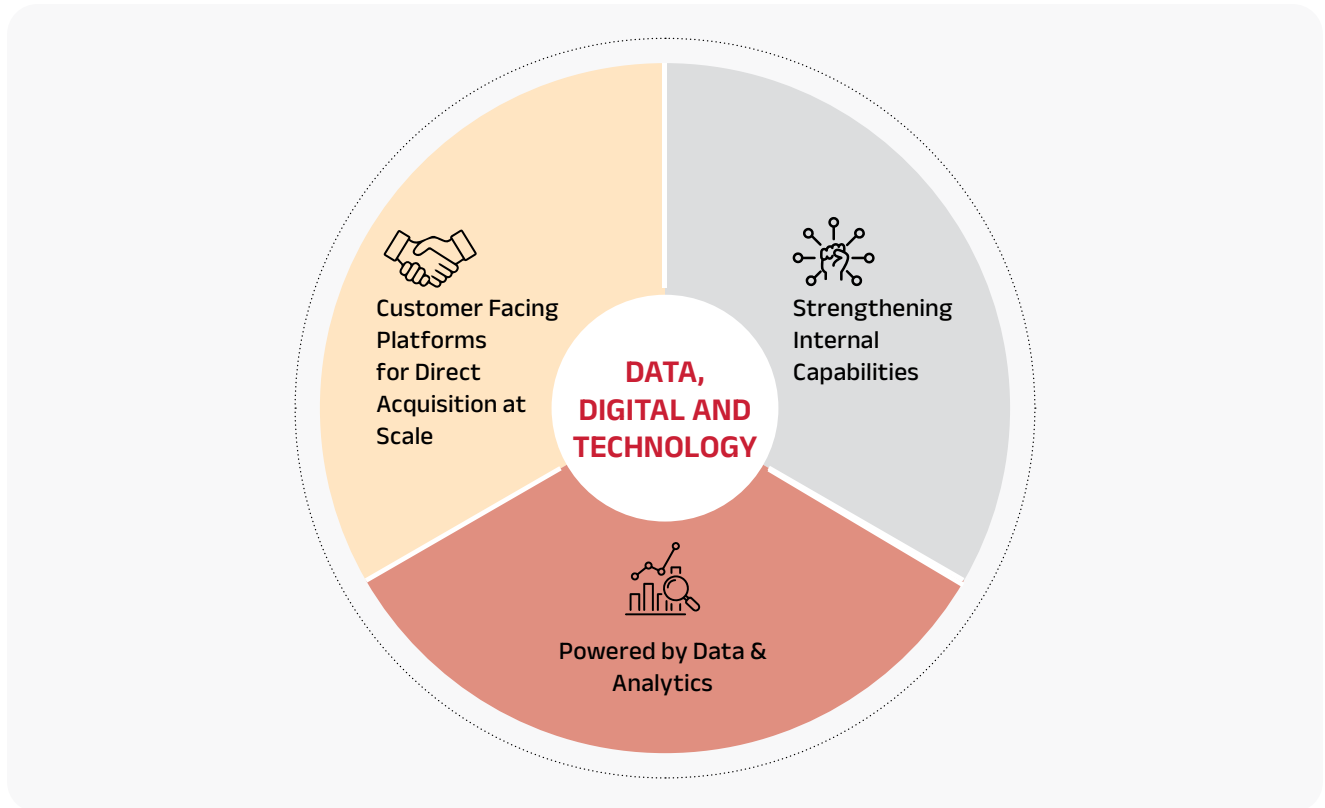 Customer Facing
Platforms
for Direct
Acquisition at
Scale
Strengthening
Internal
Capabilities
DATA,
DIGITAL AND
TECHNOLOGY
Powered by Data &
Analytics